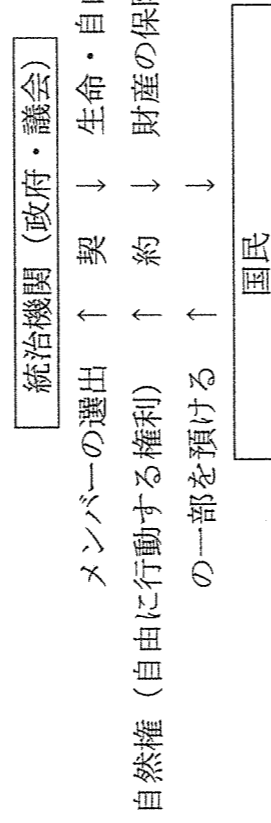 統治機関（政府・議会）
メンバーの選出 ↑ 契 ↓ 生命・自
自然権（自由に行動する権利） ↑ 約 ↓ 財産の保
の一部を預ける ↑ ↓
国民